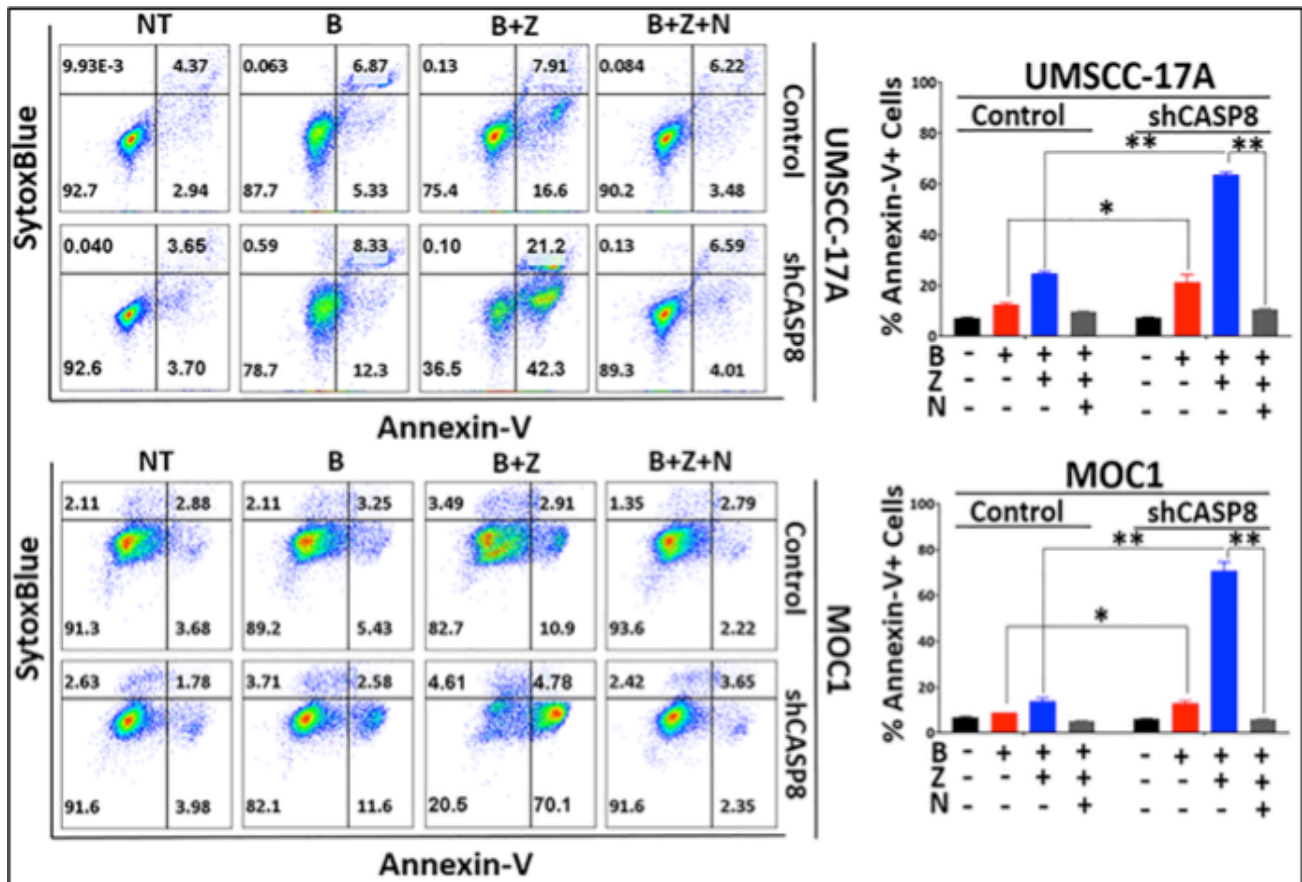 NT B B+Z B+Z+N
9.93E-3 4.37 0.063 6.87 0.13 7.91 0.084 6.22
92.7 2.94 87.7 5.33 75.4 16.6 90.2 3.48
Control
0.040 3.65 0.59 8.33 0.10 21.2 0.13 6.59
92.6 3.70 78.7 12.3 36.5 42.3 89.3 4.01
shCASP8
UMSCC-17A
SytoxBlue
Annexin-V
NT B B+Z B+Z+N
2.11 2.88 2.11 3.25 3.49 2.91 1.35 2.79
91.3 3.68 89.2 5.43 82.7 10.9 93.6 2.22
Control
2.63 1.78 3.71 2.58 4.61 4.78 2.42 3.65
91.6 3.98 82.1 11.6 20.5 70.1 91.6 2.35
shCASP8
MOC1
SytoxBlue
Annexin-V
UMSCC-17A
Control shCASP8
% Annexin-V+ Cells
100
80
60
40
20
0
** **
*
B - + + + - + + +
Z - - + + - - + +
N - - - + - - - +
MOC1
Control shCASP8
% Annexin-V+ Cells
100
80
60
40
20
0
** **
*
B - + + + - + + +
Z - - + + - - + +
N - - - + - - - +